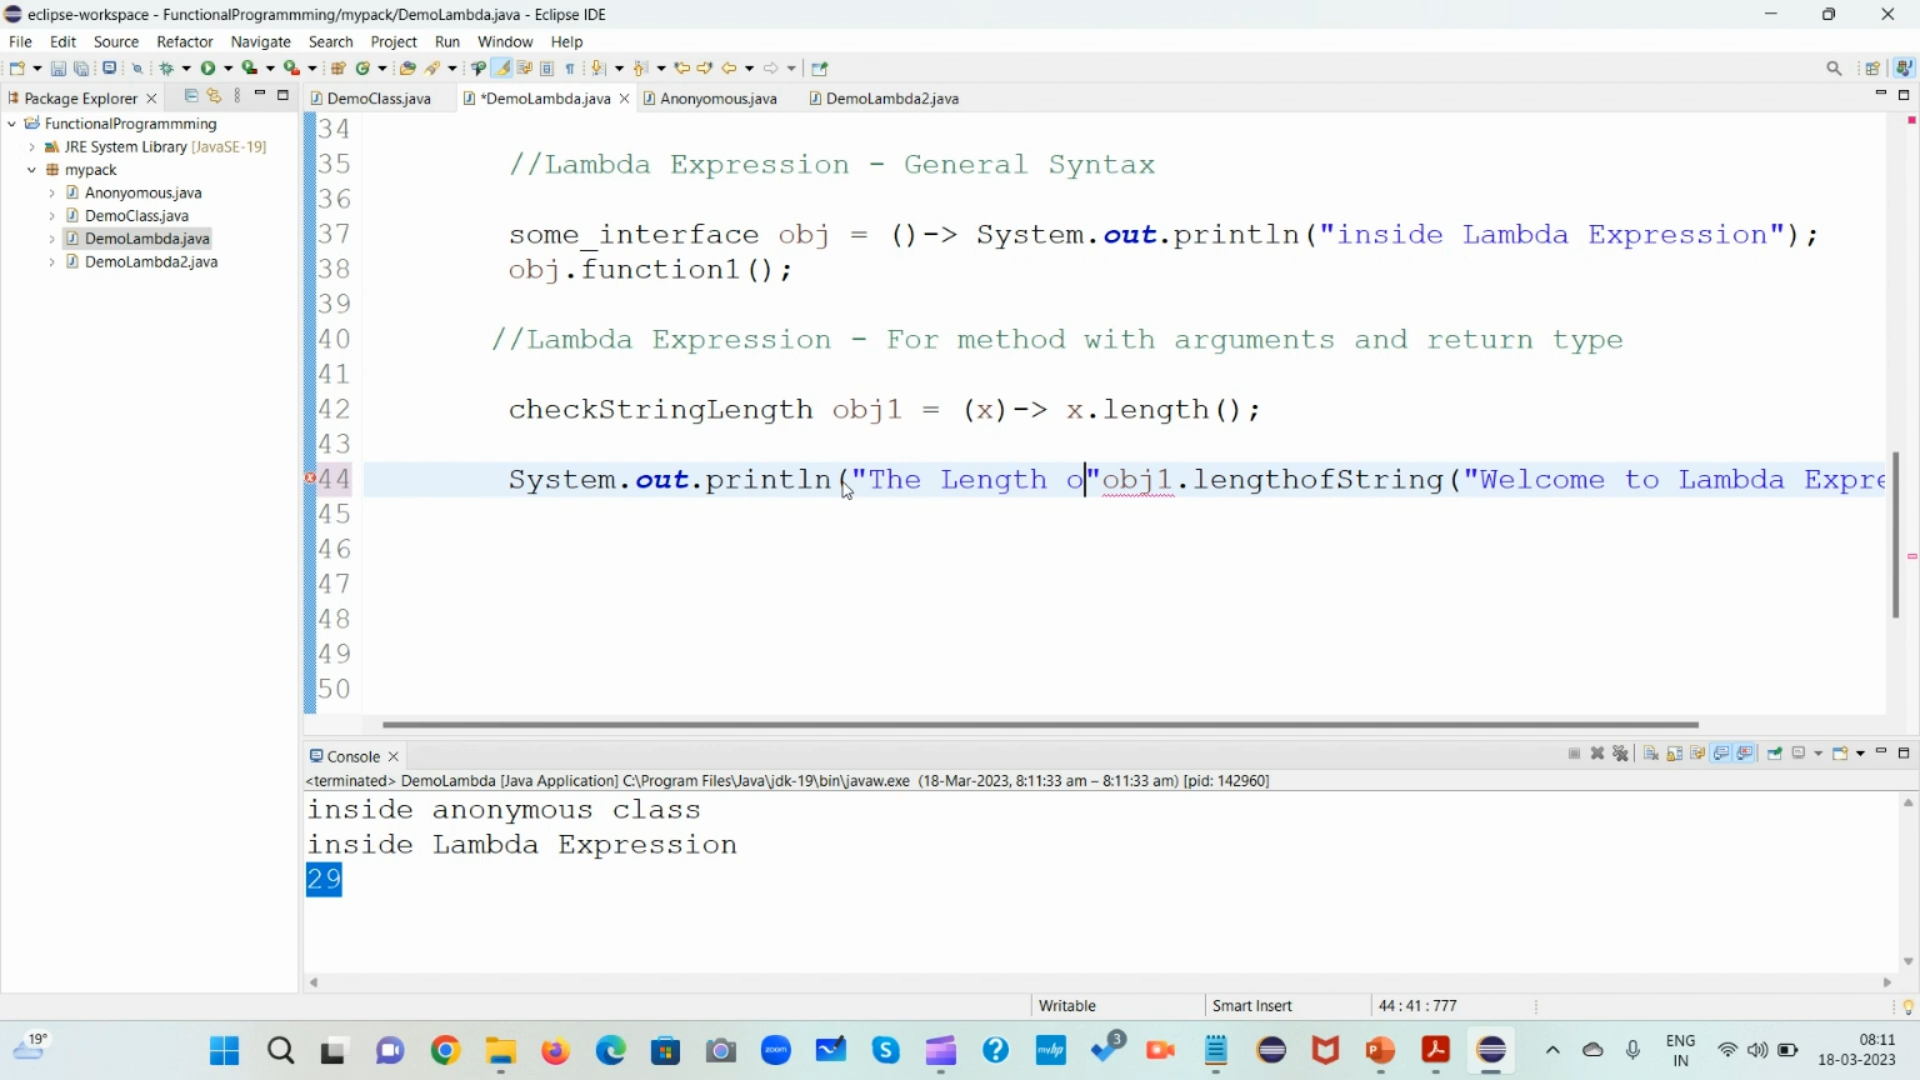 eclipse-workspace - FunctionalProgrammming/mypack/DemoLambda.java - Eclipse IDE
File Edit Source Refactor Navigate Search Project Run Window Help
Package Explorer
DemoClass.java *DemoLambda.java Anonyomous.java DemoLambda2.java
FunctionalProgrammming
JRE System Library [JavaSE-19]
mypack
Anonyomous.java
DemoClass.java
DemoLambda.java
DemoLambda2.java
34
35 //Lambda Expression - General Syntax
36
37 some_interface obj = ()-> System.out.println("inside Lambda Expression");
38 obj.function1();
39
40 //Lambda Expression - For method with arguments and return type
41
42 checkStringLength obj1 = (x)-> x.length();
43
44 System.out.println("The Length o"obj1.lengthofString("Welcome to Lambda Expre
45
46
47
48
49
50
Console
<terminated> DemoLambda [Java Application] C:\Program Files\Java\jdk-19\bin\javaw.exe (18-Mar-2023, 8:11:33 am – 8:11:33 am) [pid: 142960]
inside anonymous class
inside Lambda Expression
29
Writable Smart Insert 44:41:777
19°
zoom
myhp
3
ENG
IN
08:11
18-03-2023